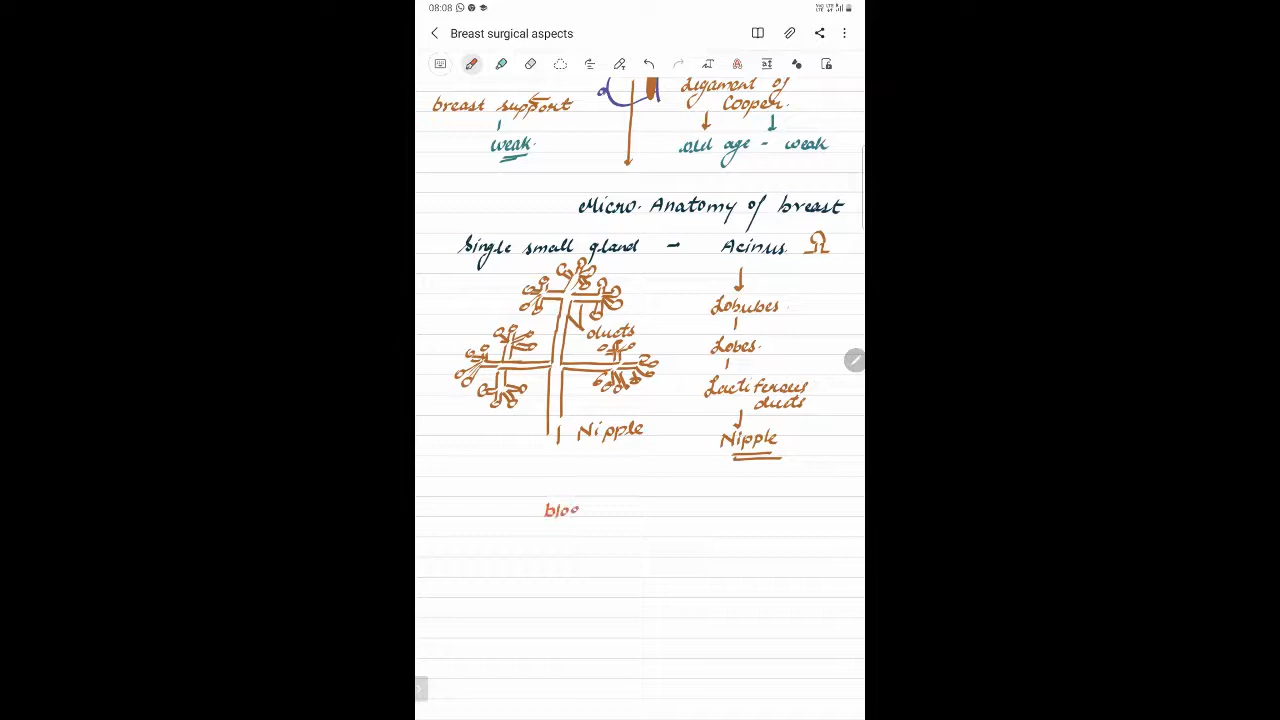 08:08
Breast surgical aspects
Ligament of
Cooper.
breast support
weak.
old age - weak
Micro. Anatomy of breast
Single small gland - Acinus
Lobubes.
ducts
Lobes.
Lactiferous
ducts
Nipple
Nipple
bloo